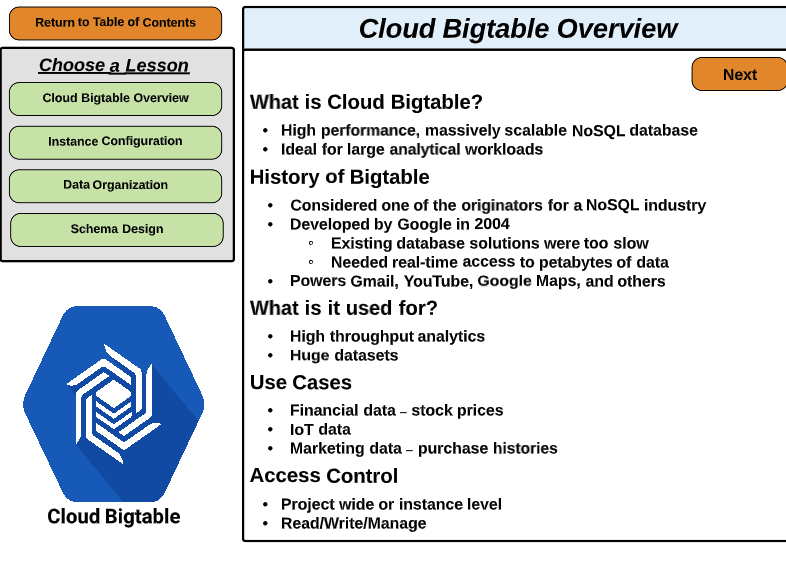 Return to Table of Contents
Choose a Lesson
Cloud Bigtable Overview
Instance Configuration
Data Organization
Schema Design
Cloud Bigtable
Cloud Bigtable Overview
Next
What is Cloud Bigtable?
• High performance, massively scalable NoSQL database
• Ideal for large analytical workloads
History of Bigtable
• Considered one of the originators for a NoSQL industry
• Developed by Google in 2004
◦ Existing database solutions were too slow
◦ Needed real-time access to petabytes of data
• Powers Gmail, YouTube, Google Maps, and others
What is it used for?
• High throughput analytics
• Huge datasets
Use Cases
• Financial data – stock prices
• IoT data
• Marketing data – purchase histories
Access Control
• Project wide or instance level
• Read/Write/Manage